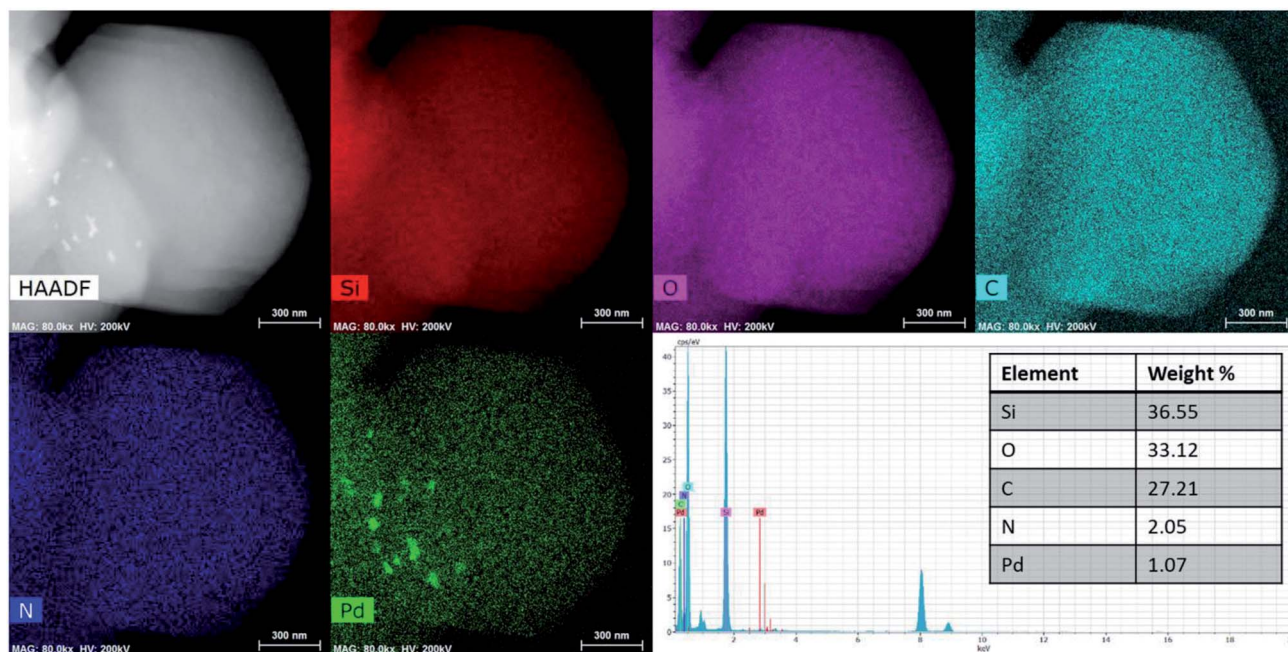 HAADF
MAG: 80.0kx HV: 200kV
300 nm
Si
MAG: 80.0kx HV: 200kV
300 nm
O
MAG: 80.0kx HV: 200kV
300 nm
C
MAG: 80.0kx HV: 200kV
300 nm
N
MAG: 80.0kx HV: 200kV
300 nm
Pd
MAG: 80.0kx HV: 200kV
300 nm
cps/eV
40
35
30
25
20
15
10
5
0
O
N
C
Pd
Si
Pd
2
4
6
8
10
12
14
16
18
keV
Element Weight %
Si 36.55
O 33.12
C 27.21
N 2.05
Pd 1.07